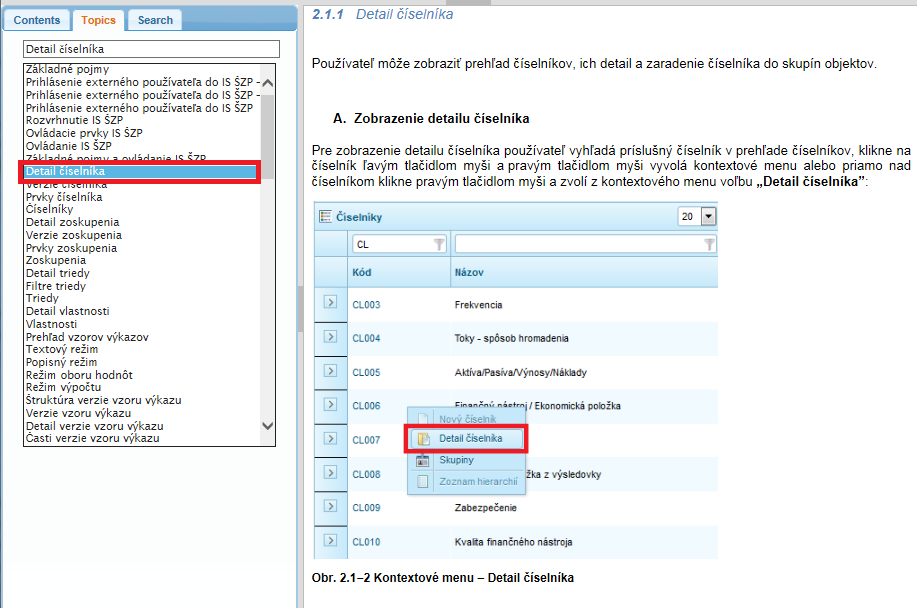 Contents Topics Search
Detail číselníka
Základné pojmy
Prihlásenie externého používateľa do IS ŠZP -
Prihlásenie externého používateľa do IS ŠZP -
Prihlásenie externého používateľa do IS ŠZP
Rozvrhnutie IS ŠZP
Ovládacie prvky IS ŠZP
Ovládanie IS ŠZP
Základné pojmy a ovládanie IS ŠZP
Detail číselníka
Verzie číselníka
Prvky číselníka
Číselníky
Detail zoskupenia
Verzie zoskupenia
Prvky zoskupenia
Zoskupenia
Detail triedy
Filtre triedy
Triedy
Detail vlastnosti
Vlastnosti
Prehľad vzorov výkazov
Textový režim
Popisný režim
Režim oboru hodnôt
Režim výpočtu
Štruktúra verzie vzoru výkazu
Verzie vzoru výkazu
Detail verzie vzoru výkazu
Časti verzie vzoru výkazu
2.1.1 Detail číselníka
Používateľ môže zobraziť prehľad číselníkov, ich detail a zaradenie číselníka do skupín objektov.
A. Zobrazenie detailu číselníka
Pre zobrazenie detailu číselníka používateľ vyhľadá príslušný číselník v prehľade číselníkov, klikne na
číselník ľavým tlačidlom myši a pravým tlačidlom myši vyvolá kontextové menu alebo priamo nad
číselníkom klikne pravým tlačidlom myši a zvolí z kontextového menu voľbu „Detail číselníka":
Číselníky 20
CL
Kód Názov
CL003 Frekvencia
CL004 Toky - spôsob hromadenia
CL005 Aktíva/Pasíva/Výnosy/Náklady
CL006 Finančný nástroj / Ekonomická položka
Nový číselník
CL007 Detail číselníka
Skupiny
CL008 žka z výsledovky
Zoznam hierarchií
CL009 Zabezpečenie
CL010 Kvalita finančného nástroja
Obr. 2.1–2 Kontextové menu – Detail číselníka